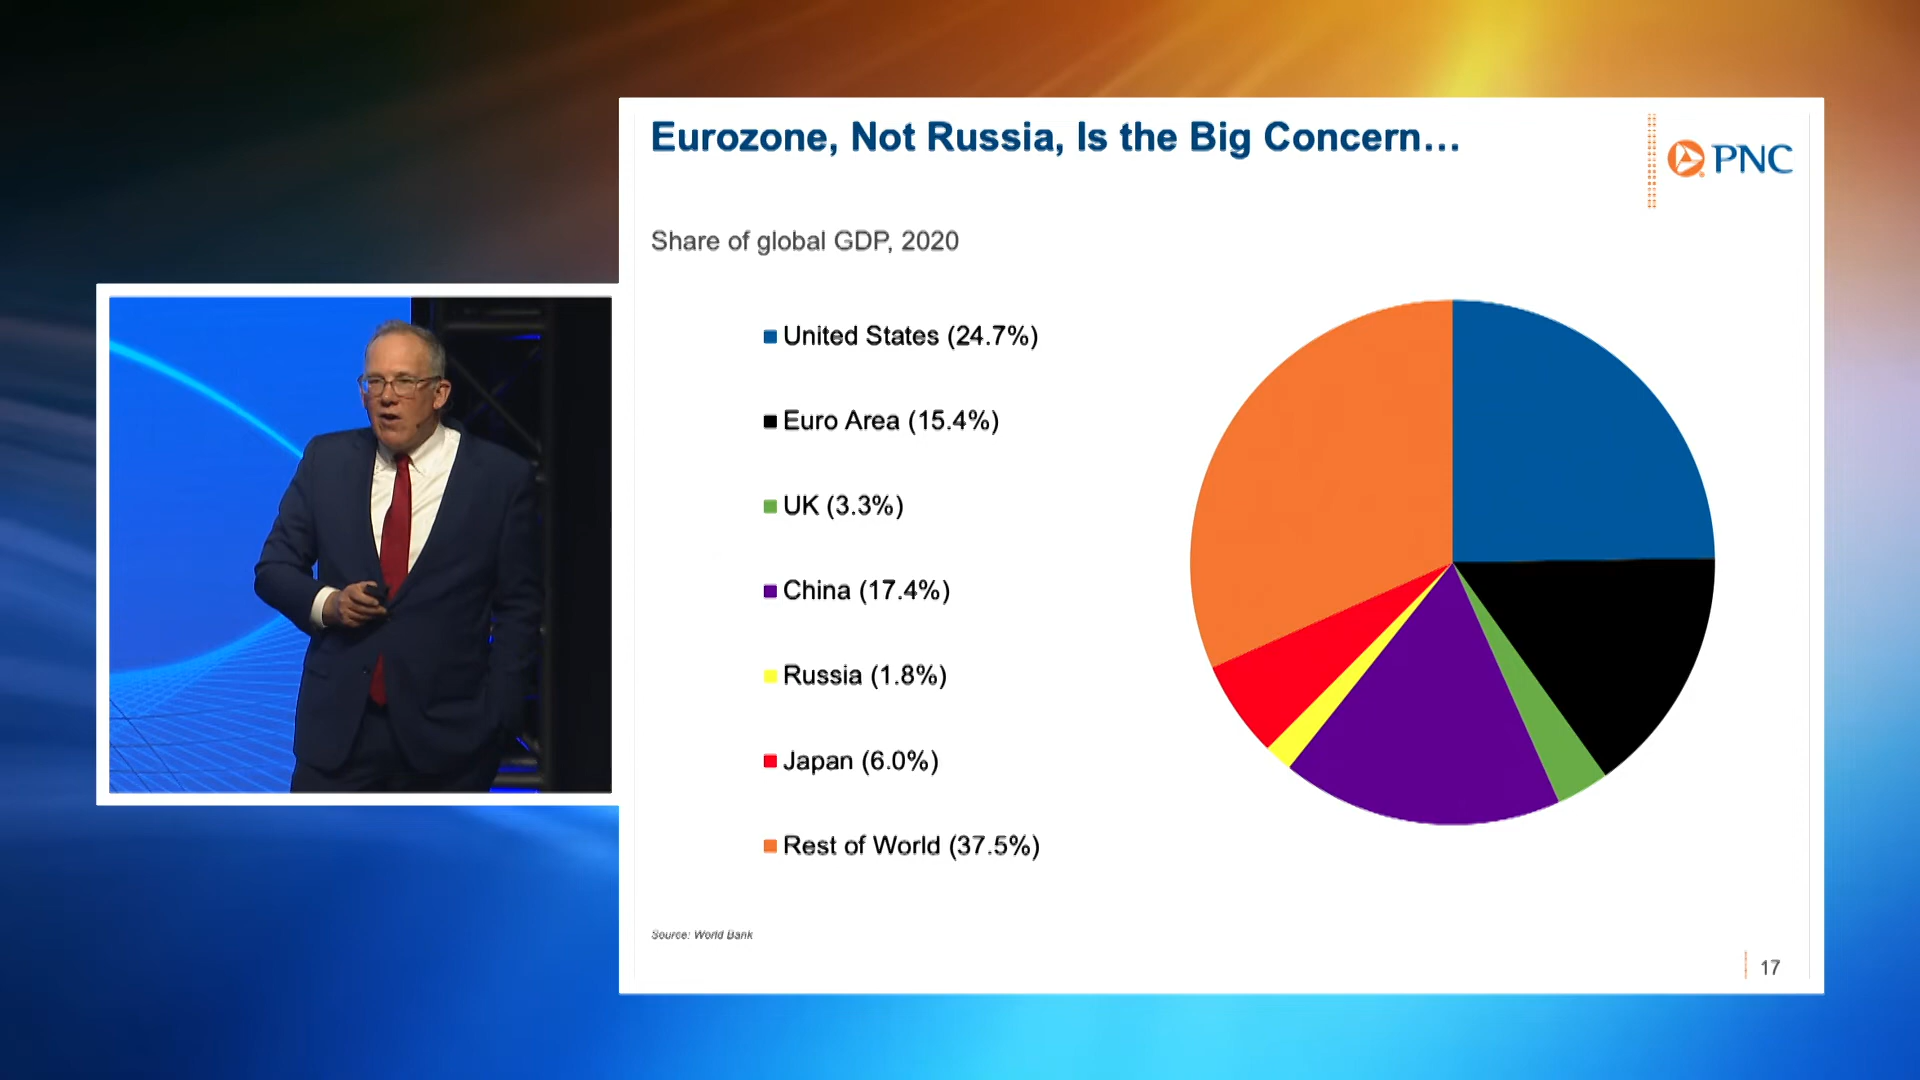 Eurozone, Not Russia, Is the Big Concern...
PNC
Share of global GDP, 2020
United States (24.7%)
Euro Area (15.4%)
UK (3.3%)
China (17.4%)
Russia (1.8%)
Japan (6.0%)
Rest of World (37.5%)
Source: World Bank
17